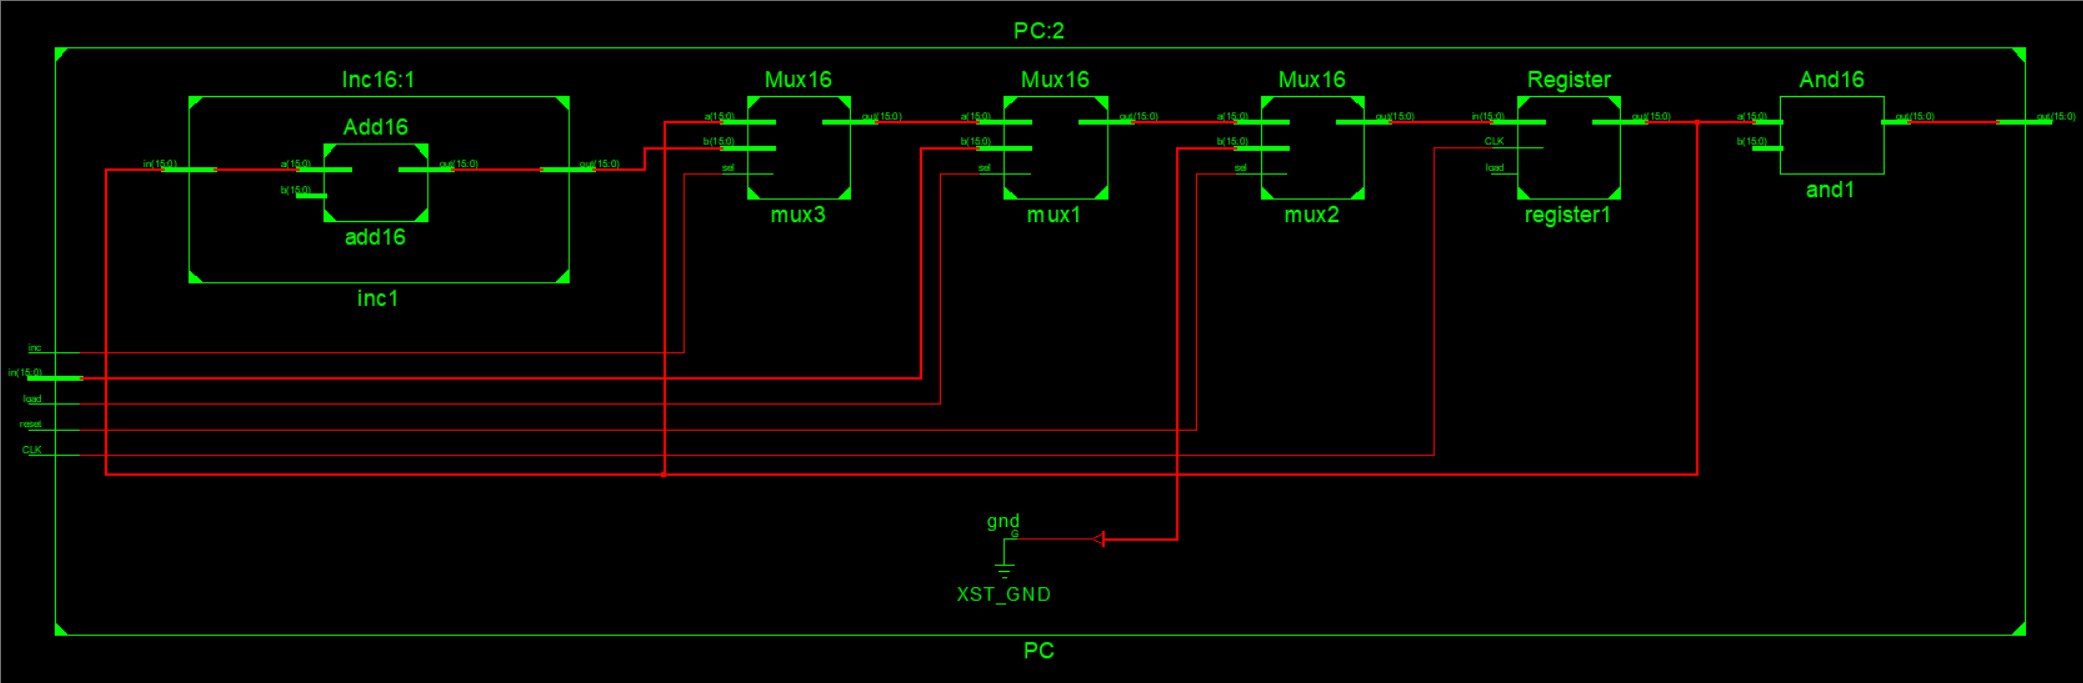 PC:2
Inc16:1
Mux16
Mux16
Mux16
Register
And16
a(15:0)
out(15:0)
a(15:0)
out(15:0)
a(15:0)
out(15:0)
in(15:0)
out(15:0)
a(15:0)
out(15:0)
out(15:0)
Add16
b(15:0)
b(15:0)
b(15:0)
CLK
b(15:0)
in(15:0)
a(15:0)
out(15:0)
out(15:0)
sel
sel
sel
load
b(15:0)
and1
mux3
mux1
mux2
register1
add16
inc1
inc
in(15:0)
load
reset
CLK
gnd
G
XST_GND
PC